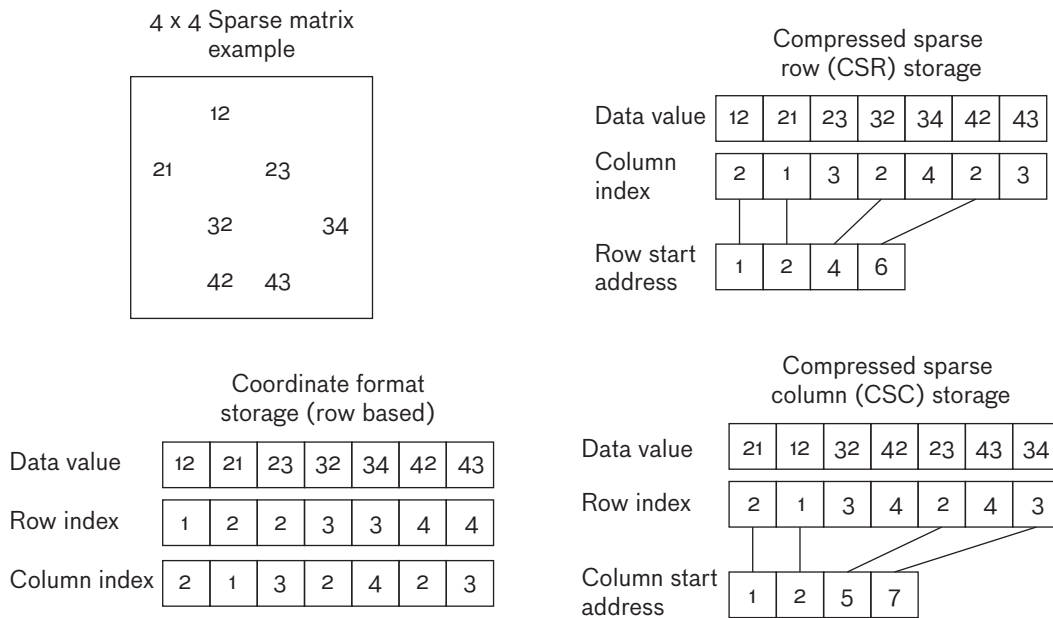 4 x 4 Sparse matrix
example
12
21 23
32 34
42 43
Compressed sparse
row (CSR) storage
Data value 12 21 23 32 34 42 43
Column
index
2 1 3 2 4 2 3
Row start
address
1 2 4 6
Coordinate format
storage (row based)
Data value 12 21 23 32 34 42 43
Row index 1 2 2 3 3 4 4
Column index 2 1 3 2 4 2 3
Compressed sparse
column (CSC) storage
Data value 21 12 32 42 23 43 34
Row index 2 1 3 4 2 4 3
Column start
address
1 2 5 7